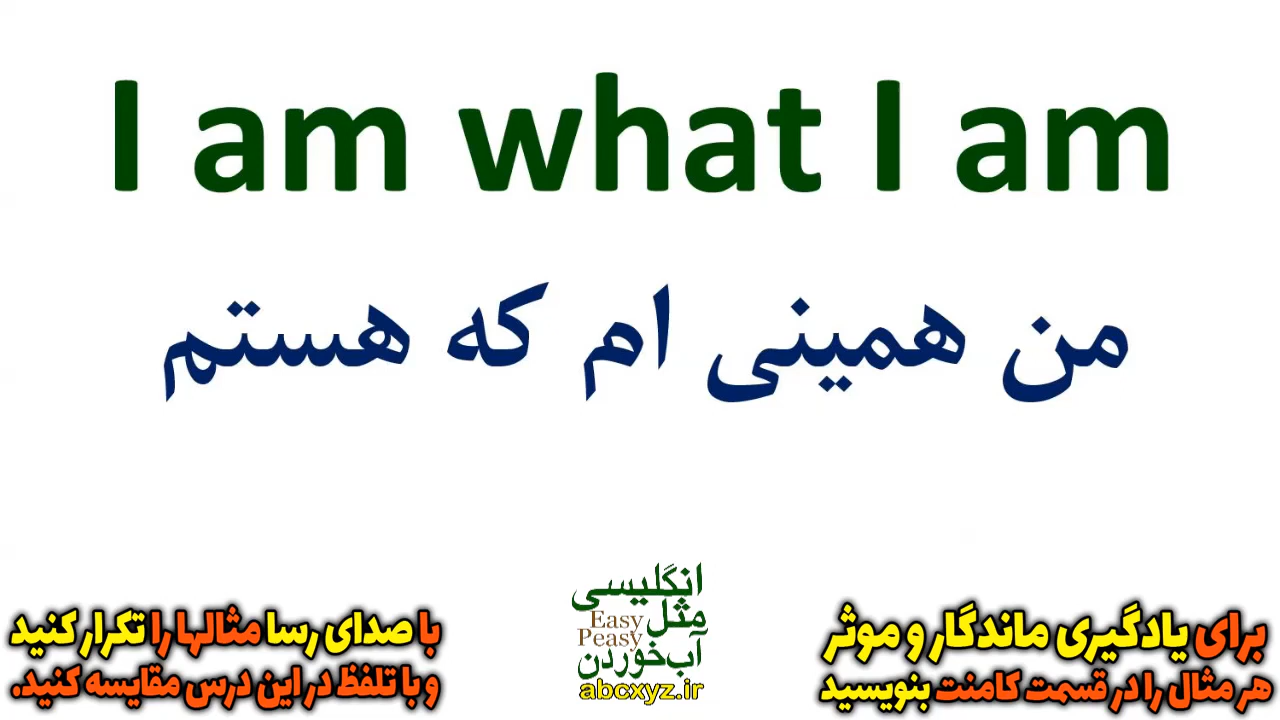 I am what I am
من همینی ام که هستم
برای یادگیری ماندگار و موثر
هر مثال را در قسمت کامنت بنویسید
انگلیسی
مثل
Easy
Peasy
آب‌خوردن
abcxyz.ir
با صدای رسا مثالها را تکرار کنید
و با تلفظ در این درس مقایسه کنید.